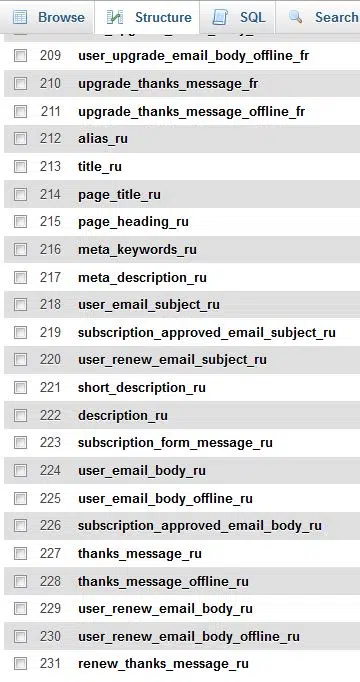 Browse Structure SQL Search
209 user_upgrade_email_body_offline_fr
210 upgrade_thanks_message_fr
211 upgrade_thanks_message_offline_fr
212 alias_ru
213 title_ru
214 page_title_ru
215 page_heading_ru
216 meta_keywords_ru
217 meta_description_ru
218 user_email_subject_ru
219 subscription_approved_email_subject_ru
220 user_renew_email_subject_ru
221 short_description_ru
222 description_ru
223 subscription_form_message_ru
224 user_email_body_ru
225 user_email_body_offline_ru
226 subscription_approved_email_body_ru
227 thanks_message_ru
228 thanks_message_offline_ru
229 user_renew_email_body_ru
230 user_renew_email_body_offline_ru
231 renew_thanks_message_ru